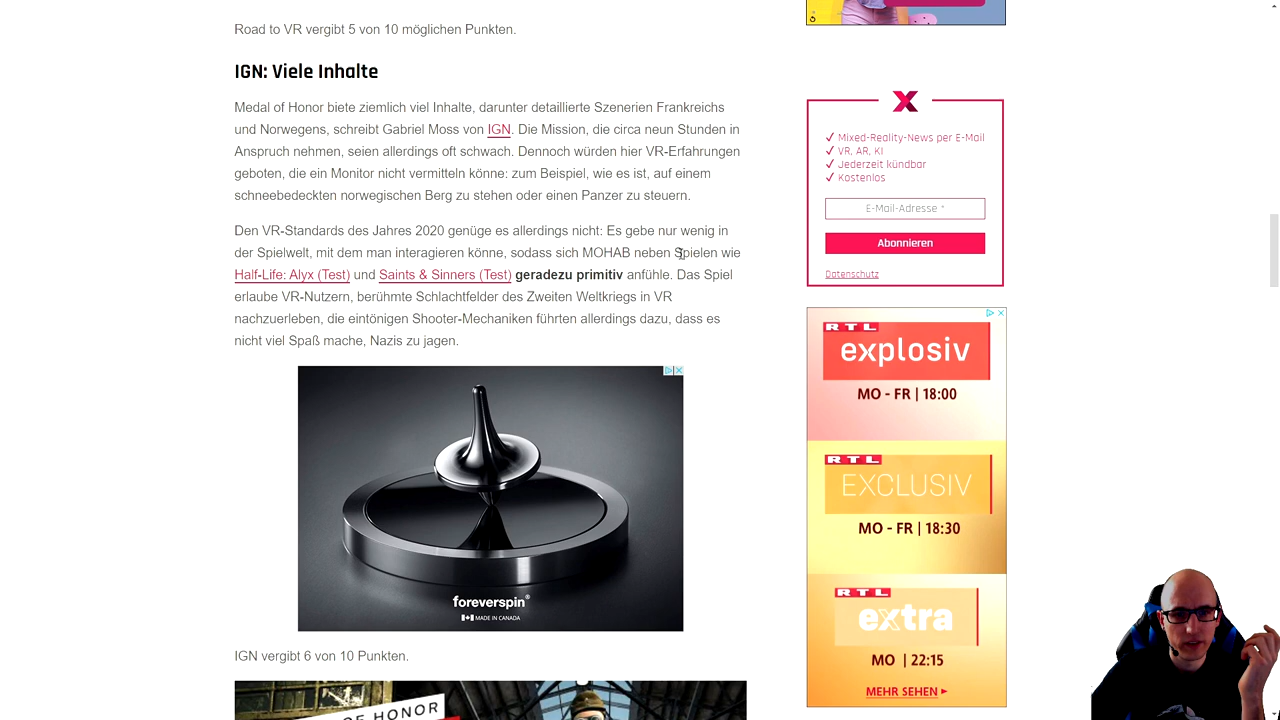 Road to VR vergibt 5 von 10 möglichen Punkten.
IGN: Viele Inhalte
Medal of Honor biete ziemlich viel Inhalte, darunter detaillierte Szenerien Frankreichs
und Norwegens, schreibt Gabriel Moss von IGN. Die Mission, die circa neun Stunden in
Anspruch nehmen, seien allerdings oft schwach. Dennoch würden hier VR-Erfahrungen
geboten, die ein Monitor nicht vermitteln könne: zum Beispiel, wie es ist, auf einem
schneebedeckten norwegischen Berg zu stehen oder einen Panzer zu steuern.
Den VR-Standards des Jahres 2020 genüge es allerdings nicht: Es gebe nur wenig in
der Spielwelt, mit dem man interagieren könne, sodass sich MOHAB neben Spielen wie
Half-Life: Alyx (Test) und Saints & Sinners (Test) geradezu primitiv anfühle. Das Spiel
erlaube VR-Nutzern, berühmte Schlachtfelder des Zweiten Weltkriegs in VR
nachzuerleben, die eintönigen Shooter-Mechaniken führten allerdings dazu, dass es
nicht viel Spaß mache, Nazis zu jagen.
foreverspin®
MADE IN CANADA
IGN vergibt 6 von 10 Punkten.
OF HONOR
X
✓ Mixed-Reality-News per E-Mail
✓ VR, AR, KI
✓ Jederzeit kündbar
✓ Kostenlos
E-Mail-Adresse *
Abonnieren
Datenschutz
RTL
explosiv
MO - FR | 18:00
RTL
EXCLUSIV
MO - FR | 18:30
RTL
extra
MO | 22:15
MEHR SEHEN ►